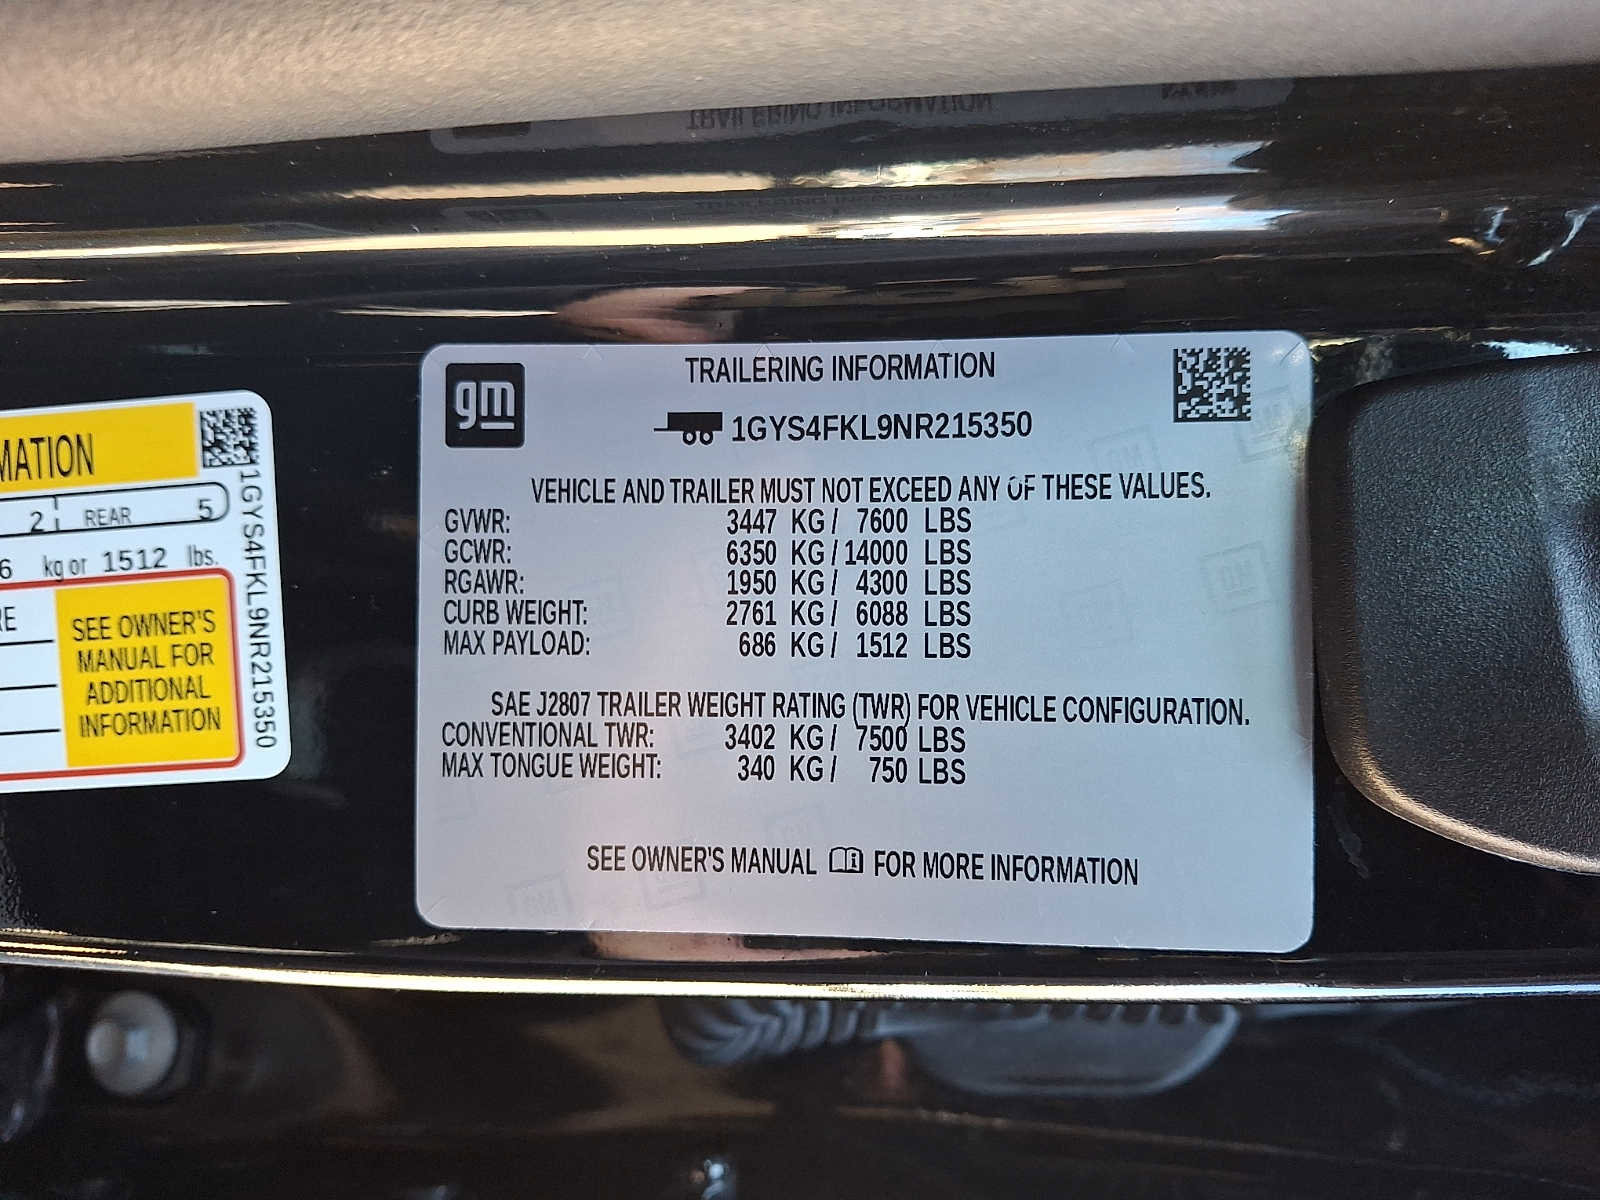 MATION
2 REAR 5
6 kg or 1512 lbs.
RE
SEE OWNER'S
MANUAL FOR
ADDITIONAL
INFORMATION
1GYS4FKL9NR215350
gm
TRAILERING INFORMATION
1GYS4FKL9NR215350
VEHICLE AND TRAILER MUST NOT EXCEED ANY OF THESE VALUES.
GVWR: 3447 KG / 7600 LBS
GCWR: 6350 KG / 14000 LBS
RGAWR: 1950 KG / 4300 LBS
CURB WEIGHT: 2761 KG / 6088 LBS
MAX PAYLOAD: 686 KG / 1512 LBS
SAE J2807 TRAILER WEIGHT RATING (TWR) FOR VEHICLE CONFIGURATION.
CONVENTIONAL TWR: 3402 KG / 7500 LBS
MAX TONGUE WEIGHT: 340 KG / 750 LBS
SEE OWNER'S MANUAL FOR MORE INFORMATION